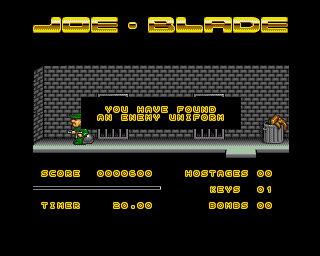 JOE - BLADE
YOU HAVE FOUND
AN ENEMY UNIFORM
SCORE 0000600 HOSTAGES 00
KEYS 01
TIMER 20.00 BOMBS 00